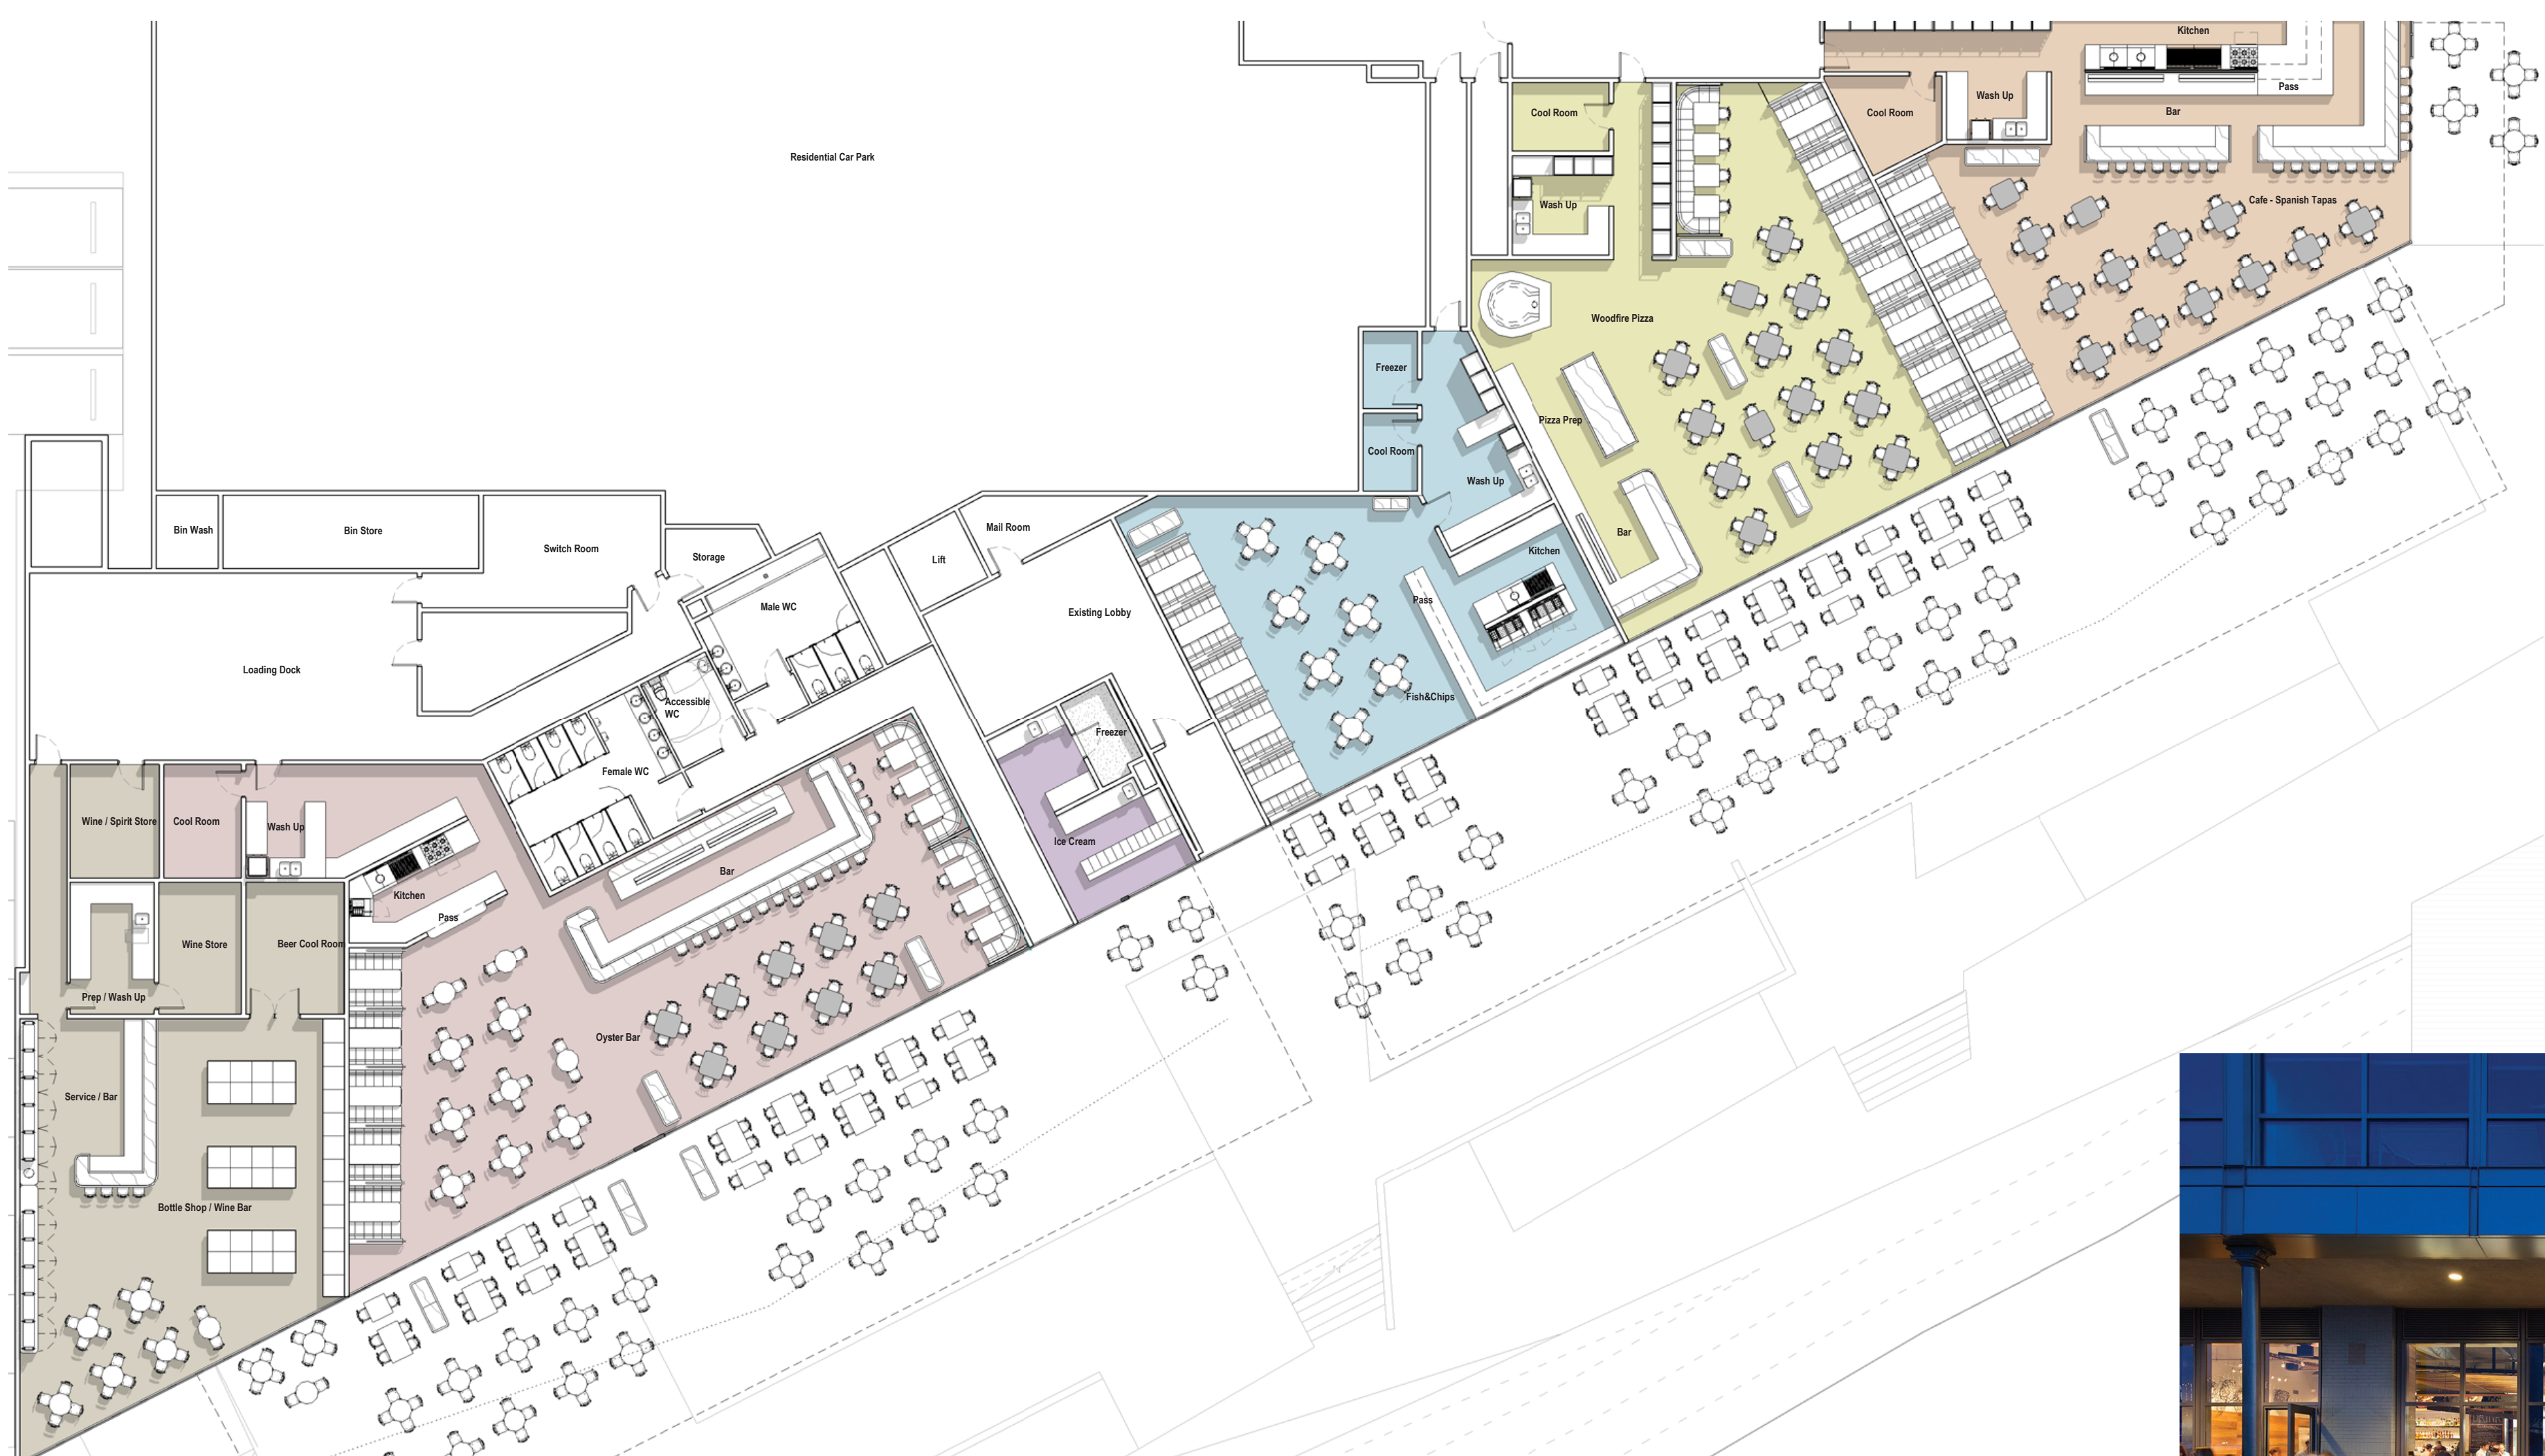 Kitchen
Pass
Wash Up
Cool Room
Bar
Cafe - Spanish Tapas
Cool Room
Wash Up
Residential Car Park
Woodfire Pizza
Freezer
Pizza Prep
Cool Room
Wash Up
Bar
Kitchen
Pass
Fish&Chips
Bin Wash
Bin Store
Switch Room
Storage
Mail Room
Lift
Male WC
Existing Lobby
Loading Dock
Accessible
WC
Freezer
Female WC
Wine / Spirit Store
Cool Room
Wash Up
Ice Cream
Bar
Kitchen
Pass
Wine Store
Beer Cool Room
Prep / Wash Up
Oyster Bar
Service / Bar
Bottle Shop / Wine Bar